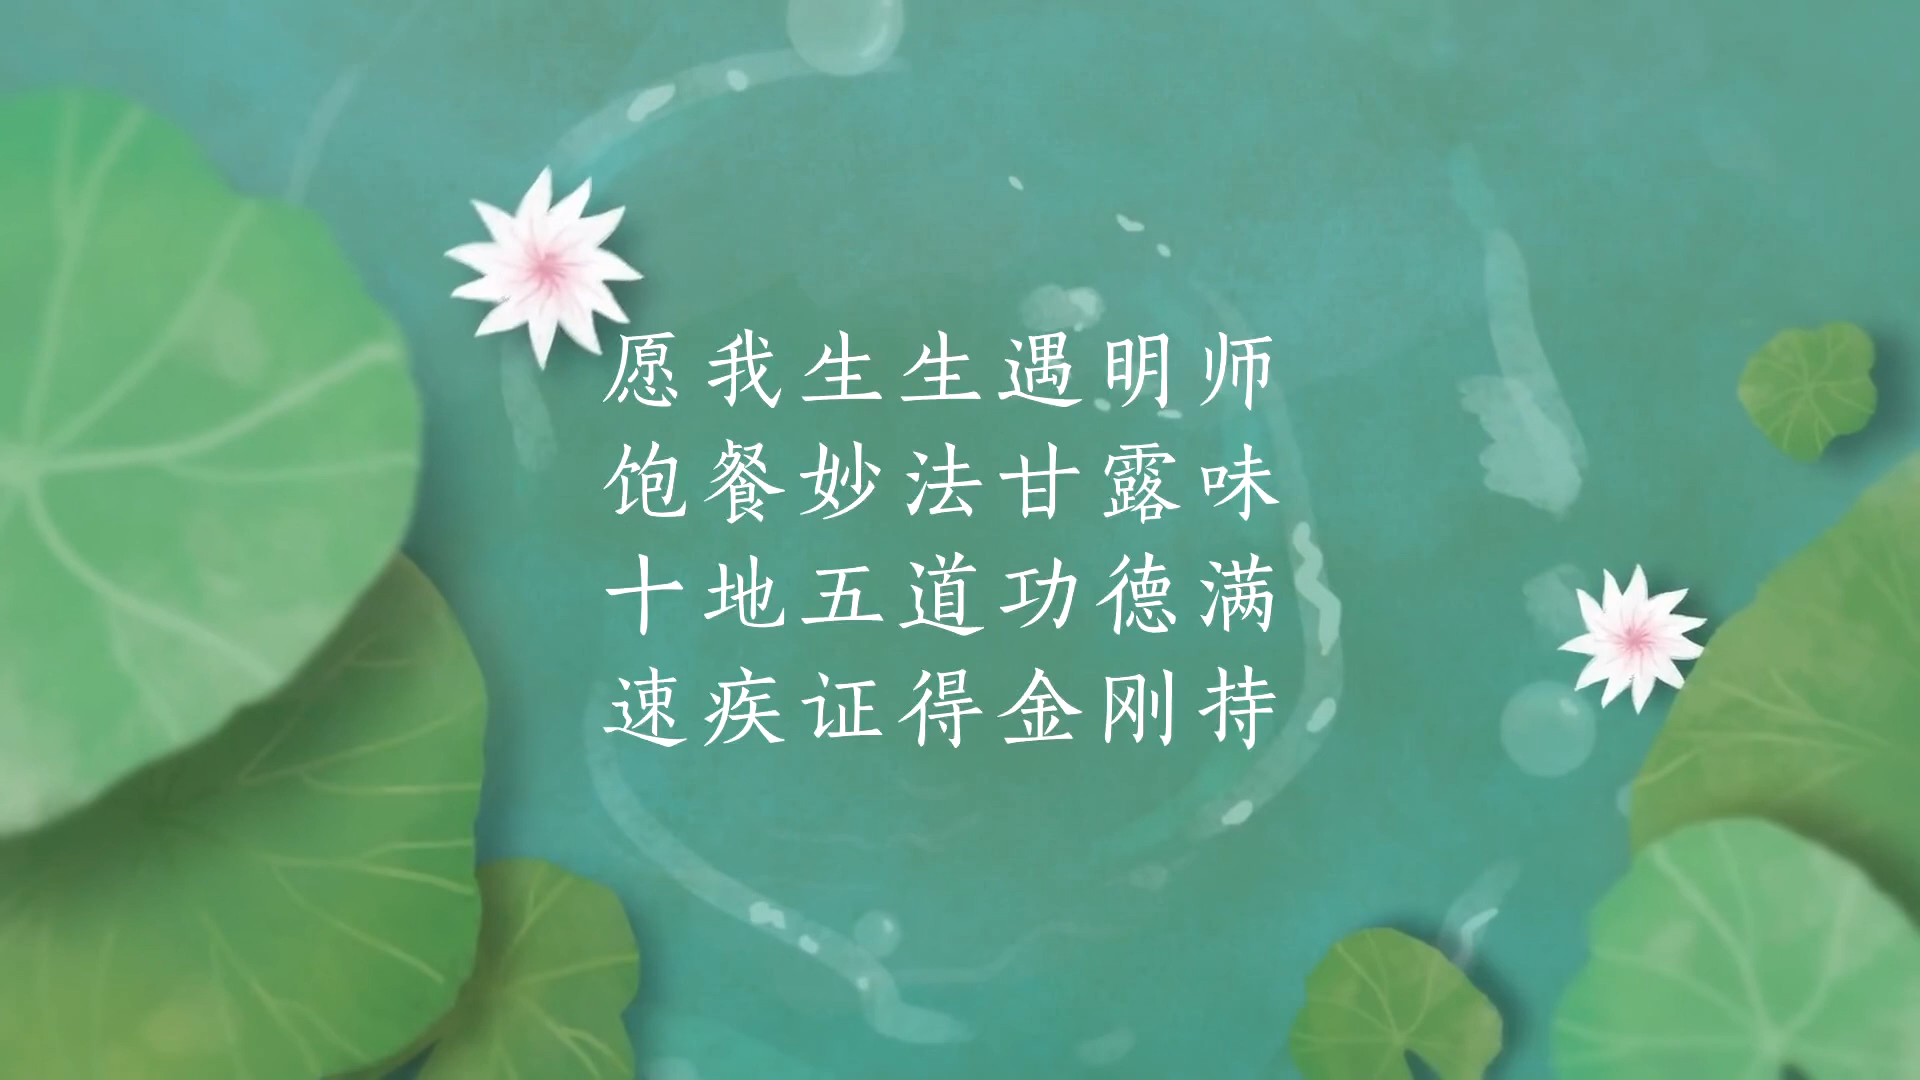 愿我生生遇明师
饱餐妙法甘露味
十地五道功德满
速疾证得金刚持